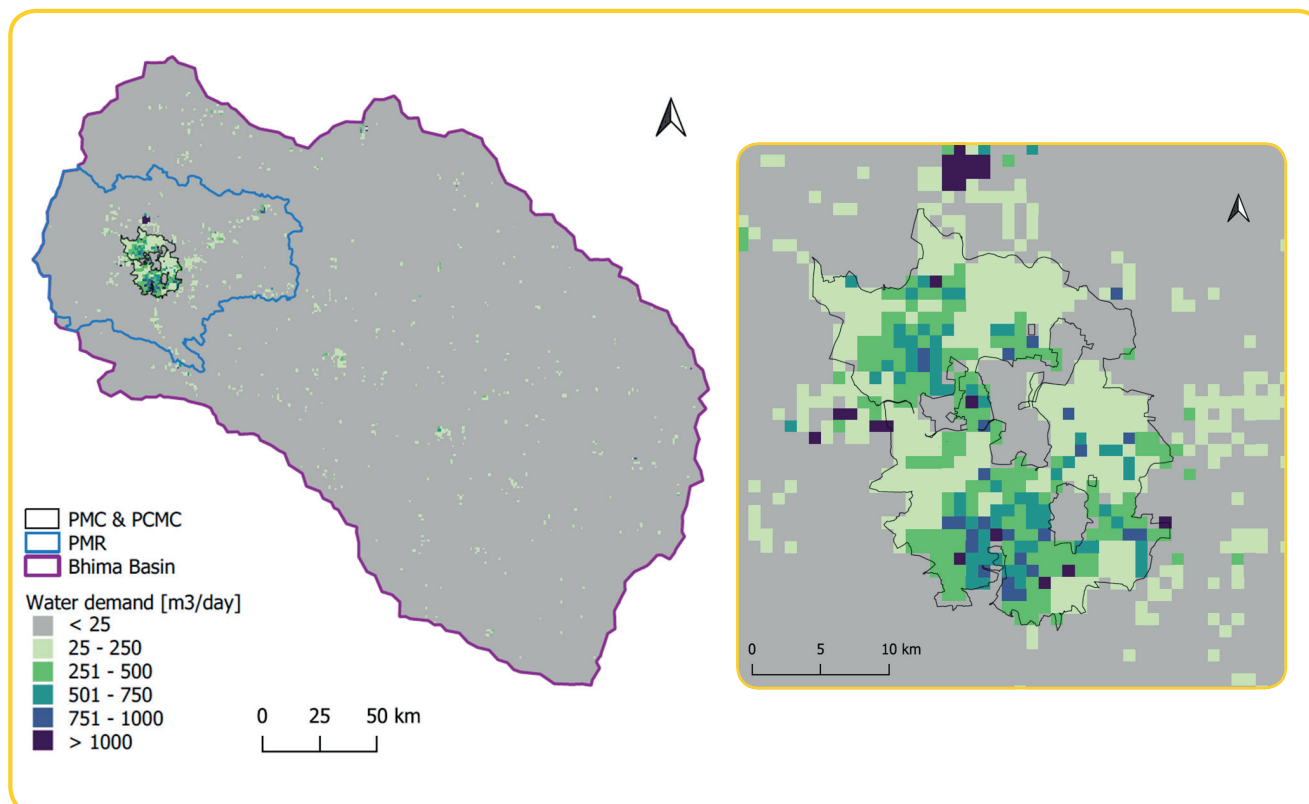 PMC & PCMC
PMR
Bhima Basin
Water demand [m3/day]
< 25
25 - 250
251 - 500
501 - 750
751 - 1000
> 1000
0 25 50 km
0 5 10 km